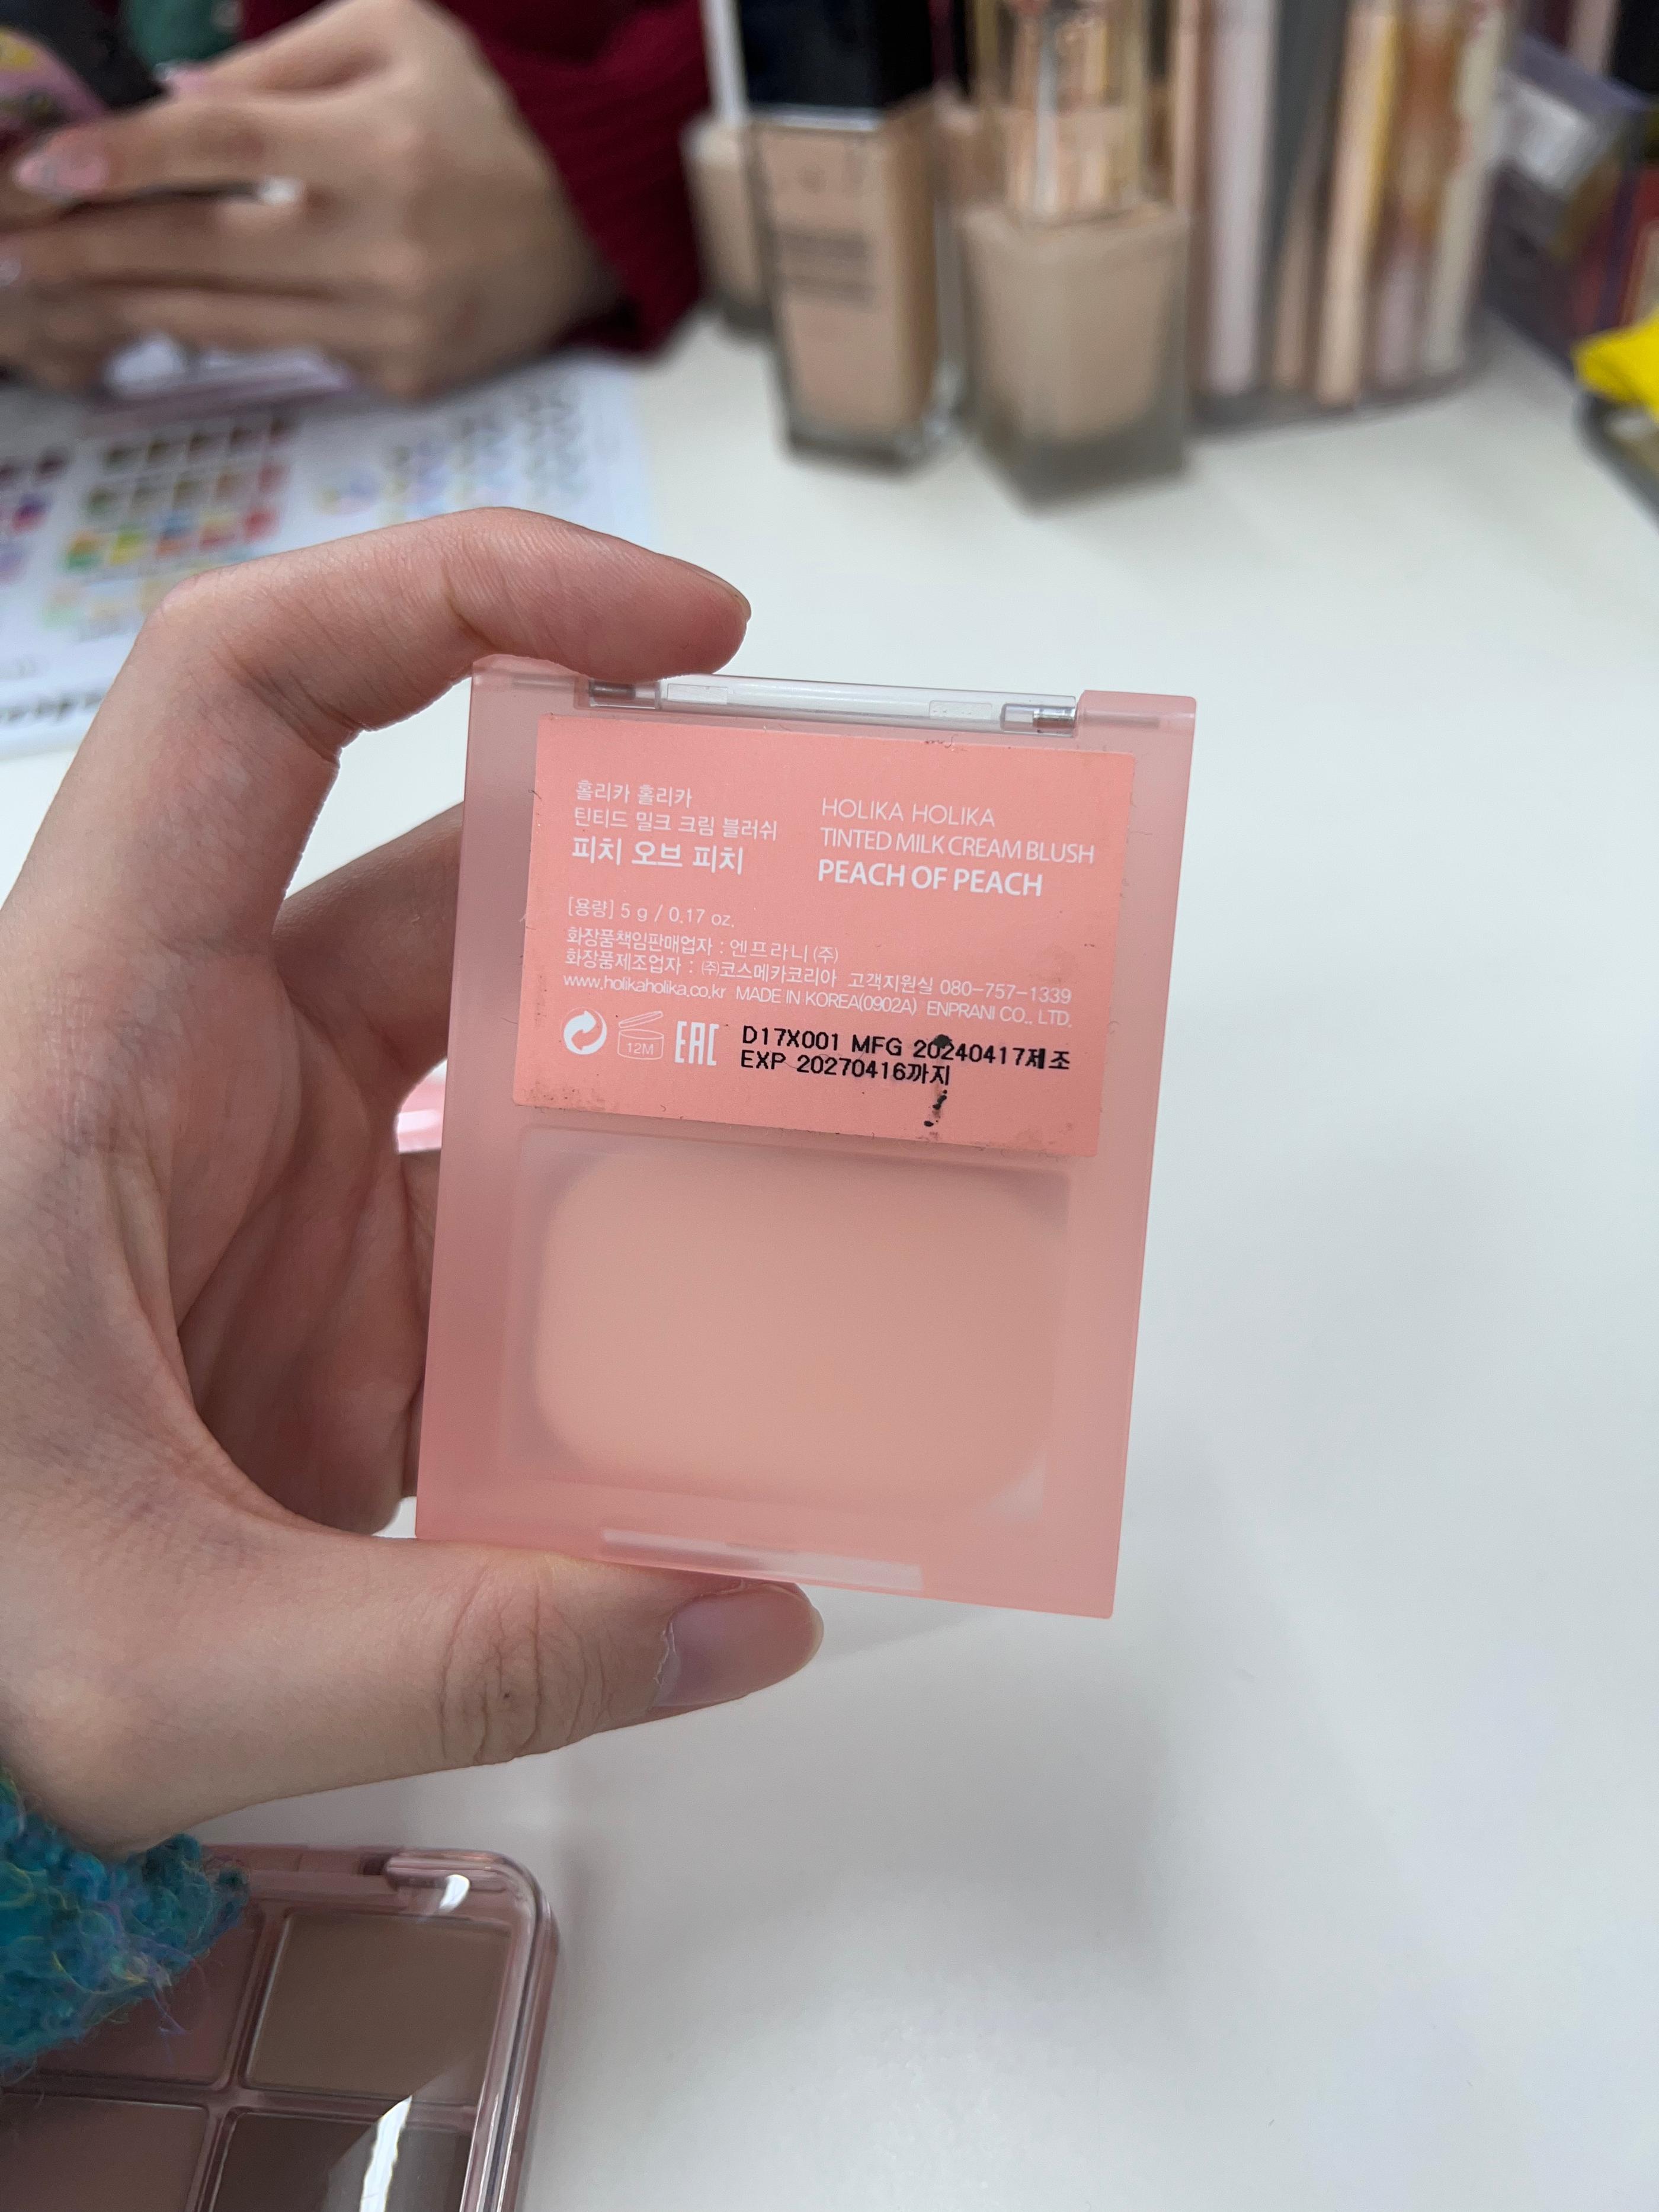 홀리카 홀리카
틴티드 밀크 크림 블러쉬
피치 오브 피치
HOLIKA HOLIKA
TINTED MILK CREAM BLUSH
PEACH OF PEACH
[용량] 5 g / 0.17 oz.
화장품책임판매업자 : 엔프라니(주)
화장품제조업자 : ㈜코스메카코리아 고객지원실 080-757-1339
www.holikaholika.co.kr MADE IN KOREA(0902A) ENPRANI CO., LTD.
12M EAC
D17X001 MFG 20240417제조
EXP 20270416까지